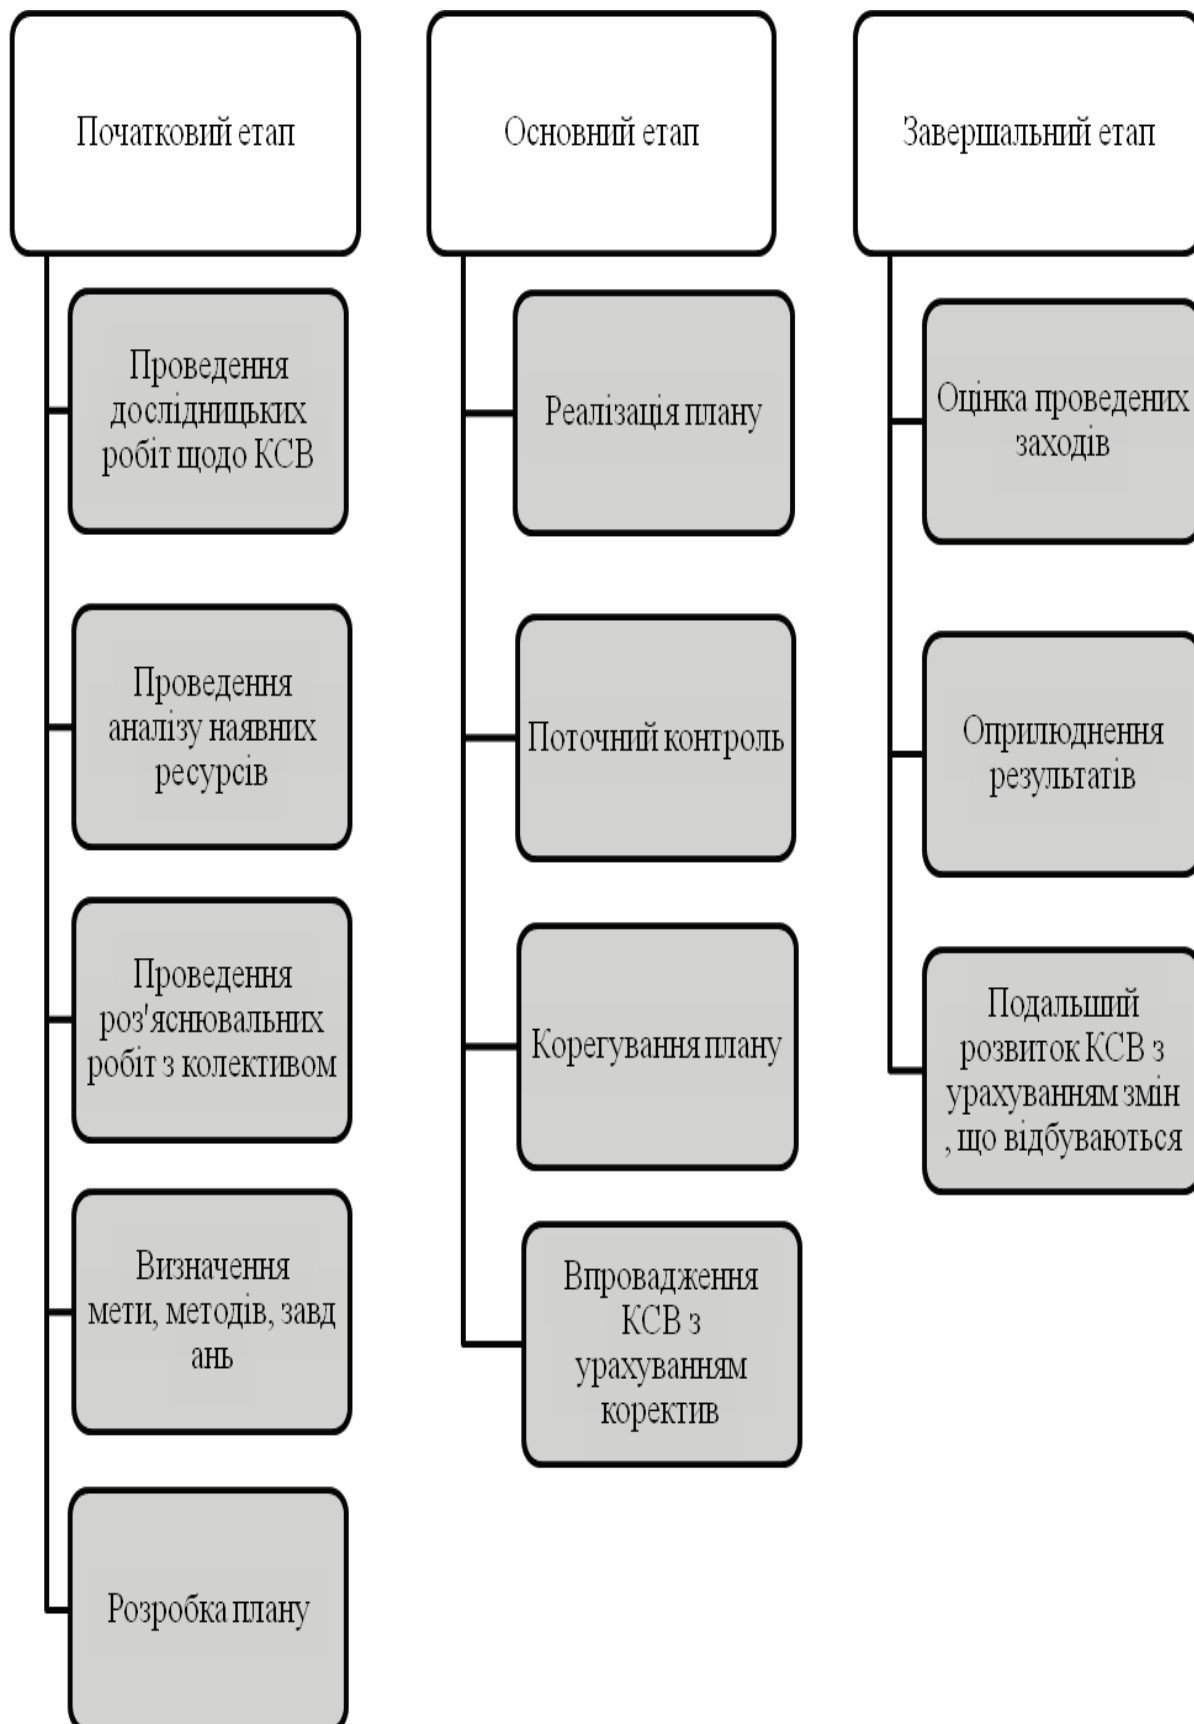 Початковий етап
Проведення
дослідницьких
робіт щодо КСВ
Проведення
аналізу наявних
ресурсів
Проведення
роз'яснювальних
робіт з колективом
Визначення
мети, методів, завд
ань
Розробка плану
Основний етап
Реалізація плану
Поточний контроль
Корегування плану
Впровадження
КСВ з
урахуванням
коректив
Завершальний етап
Оцінка проведених
заходів
Оприлюднення
результатів
Подальший
розвиток КСВ з
урахуванням змін
, що відбуваються